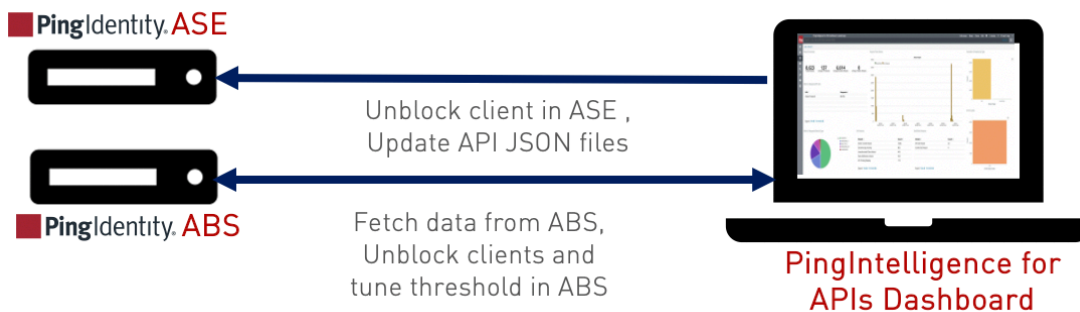 PingIdentity. ASE
Unblock client in ASE ,
Update API JSON files
PingIdentity. ABS
Fetch data from ABS,
Unblock clients and
tune threshold in ABS
PingIntelligence for
APIs Dashboard